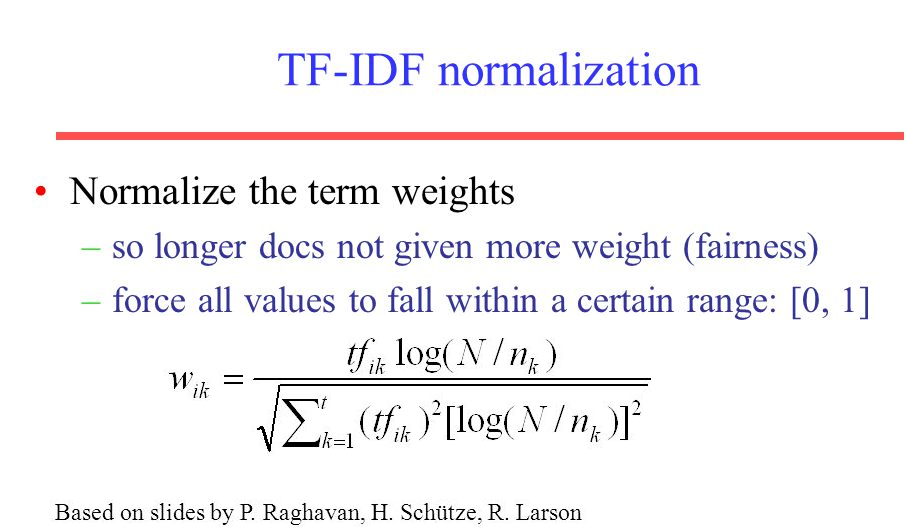 TF-IDF normalization
• Normalize the term weights
– so longer docs not given more weight (fairness)
– force all values to fall within a certain range: [0, 1]
w_{ik} = \frac{tf_{ik} \log(N / n_k)}{\sqrt{\sum_{k=1}^{t} (tf_{ik})^2 [\log(N / n_k)]^2}}
Based on slides by P. Raghavan, H. Schütze, R. Larson